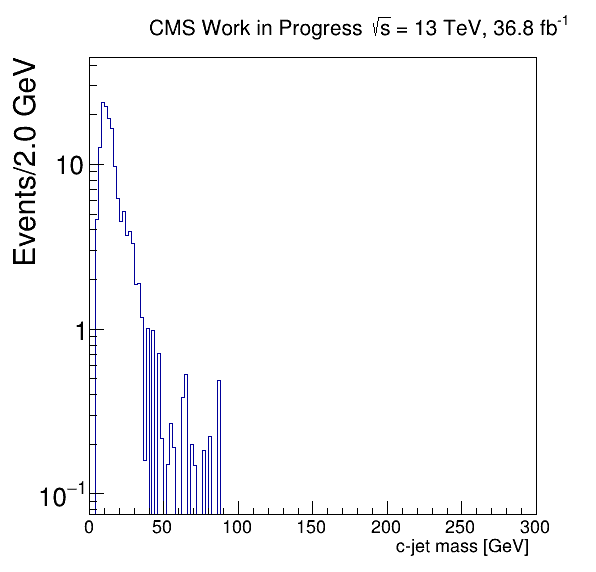 CMS Work in Progress √s = 13 TeV, 36.8 fb⁻¹
Events/2.0 GeV
10
1
10⁻¹
0 50 100 150 200 250 300
c-jet mass [GeV]